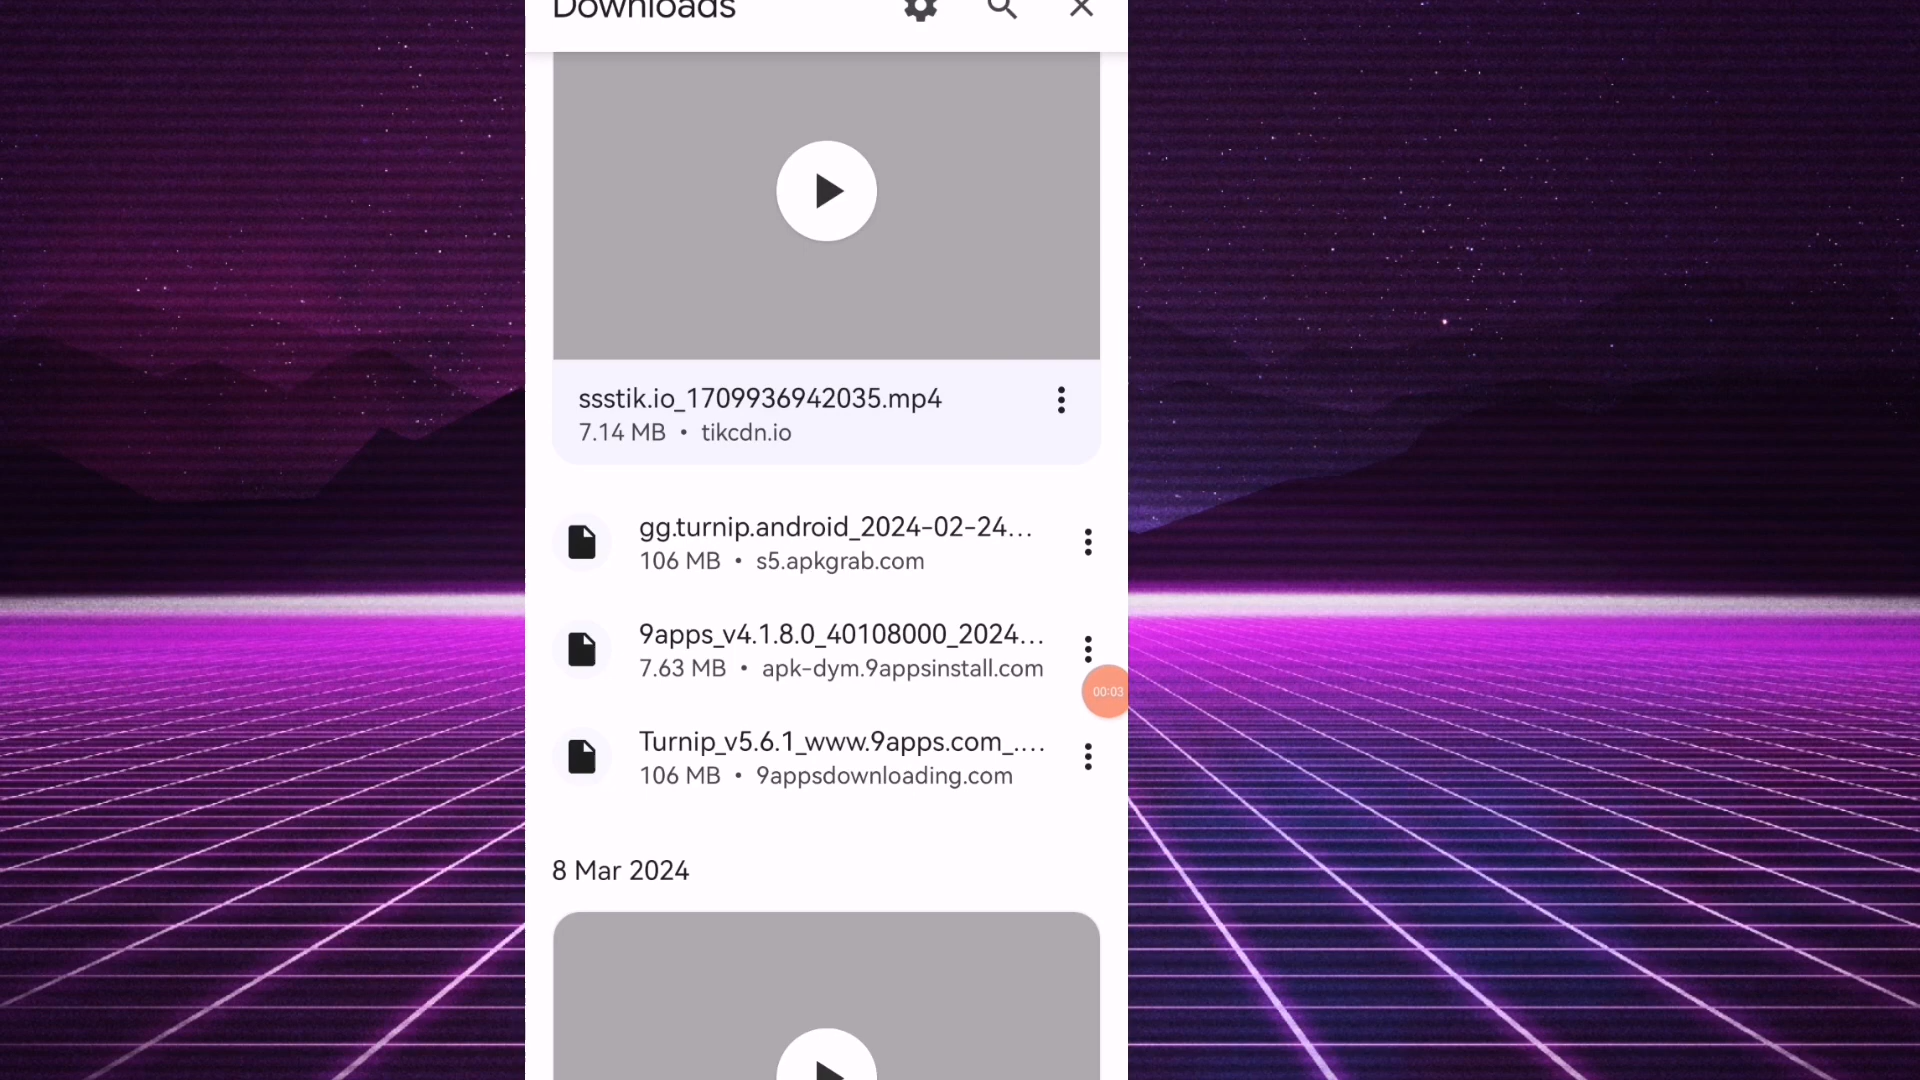 Downloads
ssstik.io_1709936942035.mp4
7.14 MB • tikcdn.io
gg.turnip.android_2024-02-24...
106 MB • s5.apkgrab.com
9apps_v4.1.8.0_40108000_2024...
7.63 MB • apk-dym.9appsinstall.com
00:03
Turnip_v5.6.1_www.9apps.com_....
106 MB • 9appsdownloading.com
8 Mar 2024